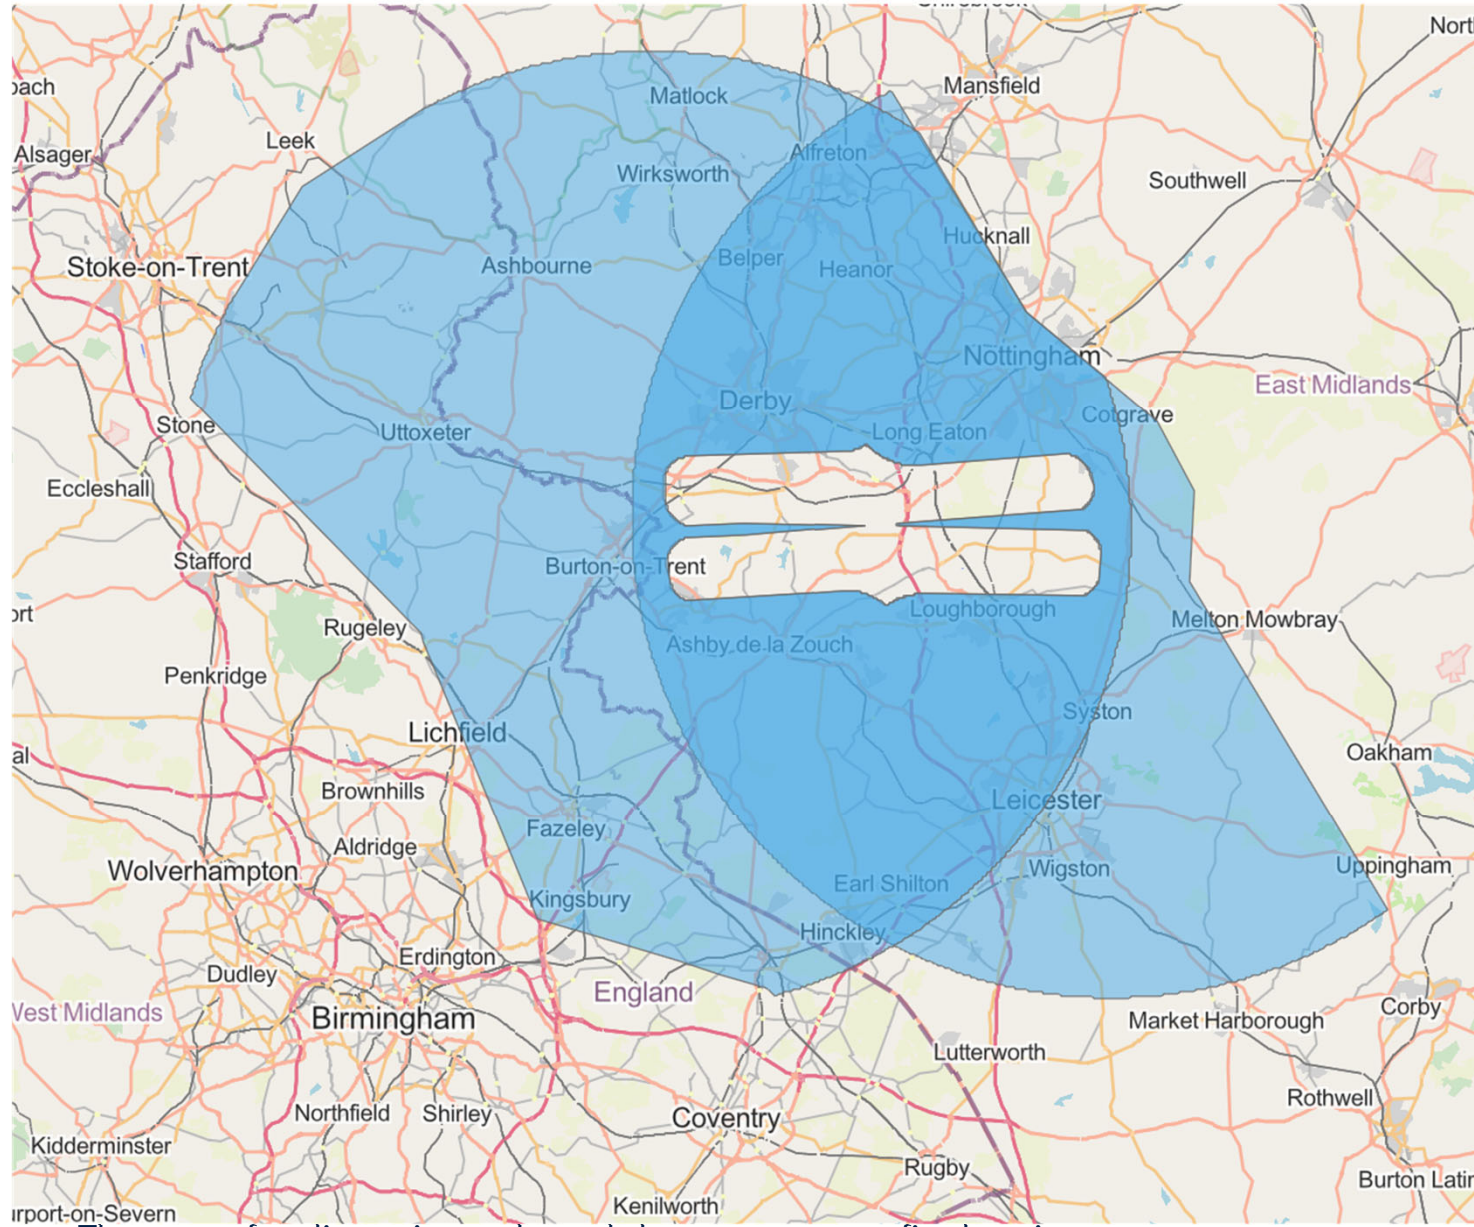 Matlock
Mansfield
Leek
Alsager
Alfreton
Wirksworth
Southwell
Hucknall
Stoke-on-Trent
Ashbourne
Belper
Heanor
Nottingham
East Midlands
Derby
Cotgrave
Stone
Uttoxeter
Long Eaton
Eccleshall
Stafford
Burton-on-Trent
Loughborough
Melton Mowbray
Rugeley
Ashby de la Zouch
Penkridge
Syston
Lichfield
Oakham
Brownhills
Leicester
Fazeley
Aldridge
Wolverhampton
Wigston
Uppingham
Earl Shilton
Kingsbury
Hinckley
Erdington
Dudley
England
West Midlands
Birmingham
Market Harborough
Corby
Lutterworth
Rothwell
Northfield
Shirley
Coventry
Kidderminster
Rugby
Kenilworth